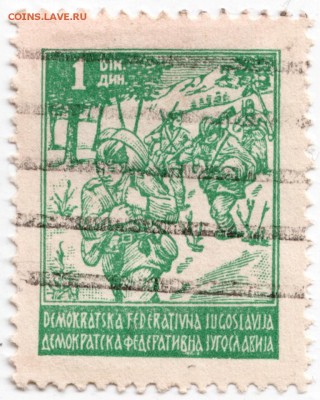 COINS.LAVE.RU
1 DIN.
ДИН.
DEMOKRATSKA FEDERATIVNA JUGOSLAVIJA
ДЕМОКРАТСКА ФЕДЕРАТИВНА ЈУГОСЛАВИЈА